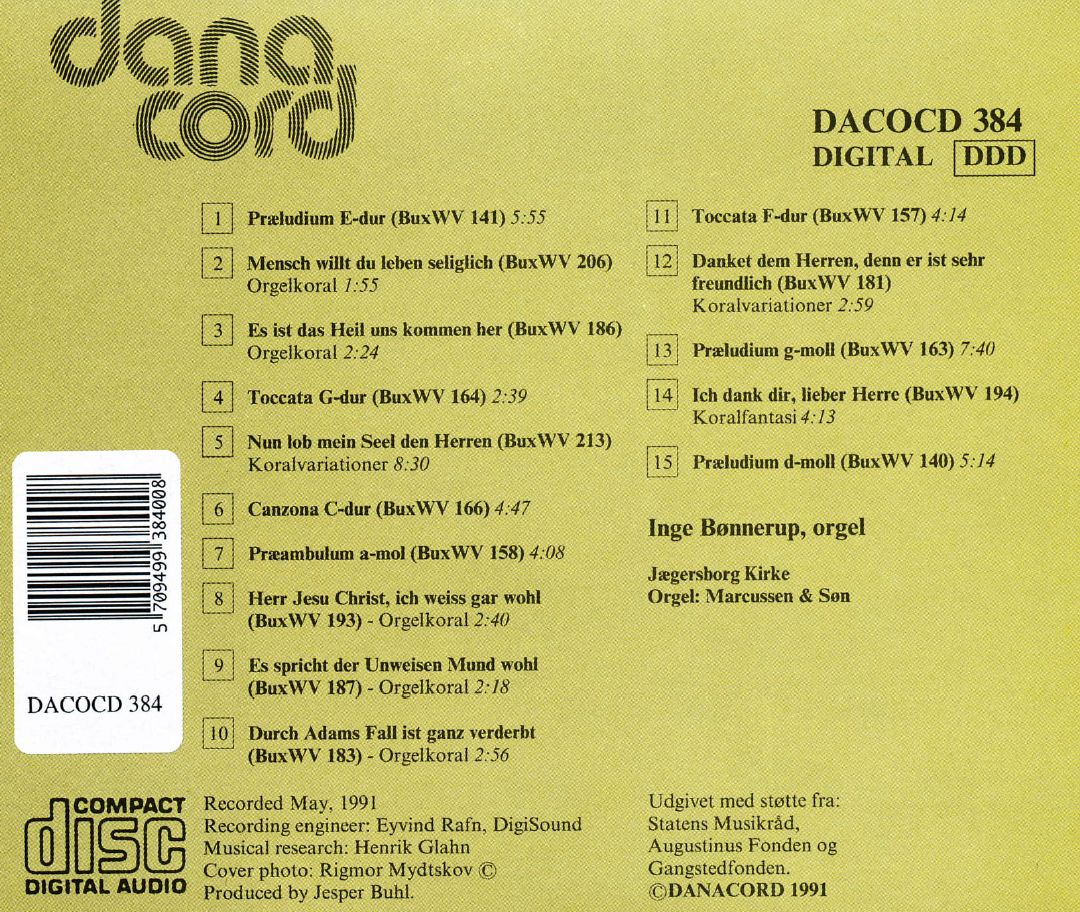 dana
cord
DACOCD 384
DIGITAL DDD
1 Præludium E-dur (BuxWV 141) 5:55
2 Mensch willt du leben seliglich (BuxWV 206)
Orgelkoral 1:55
3 Es ist das Heil uns kommen her (BuxWV 186)
Orgelkoral 2:24
4 Toccata G-dur (BuxWV 164) 2:39
5 Nun lob mein Seel den Herren (BuxWV 213)
Koralvariationer 8:30
6 Canzona C-dur (BuxWV 166) 4:47
7 Præambulum a-mol (BuxWV 158) 4:08
8 Herr Jesu Christ, ich weiss gar wohl
(BuxWV 193) - Orgelkoral 2:40
9 Es spricht der Unweisen Mund wohl
(BuxWV 187) - Orgelkoral 2:18
10 Durch Adams Fall ist ganz verderbt
(BuxWV 183) - Orgelkoral 2:56
11 Toccata F-dur (BuxWV 157) 4:14
12 Danket dem Herren, denn er ist sehr
freundlich (BuxWV 181)
Koralvariationer 2:59
13 Præludium g-moll (BuxWV 163) 7:40
14 Ich dank dir, lieber Herre (BuxWV 194)
Koralfantasi 4:13
15 Præludium d-moll (BuxWV 140) 5:14
Inge Bønnerup, orgel
Jægersborg Kirke
Orgel: Marcussen & Søn
5 709499 384008
DACOCD 384
COMPACT
disc
DIGITAL AUDIO
Recorded May, 1991
Recording engineer: Eyvind Rafn, DigiSound
Musical research: Henrik Glahn
Cover photo: Rigmor Mydtskov ©
Produced by Jesper Buhl.
Udgivet med støtte fra:
Statens Musikråd,
Augustinus Fonden og
Gangstedfonden.
©DANACORD 1991